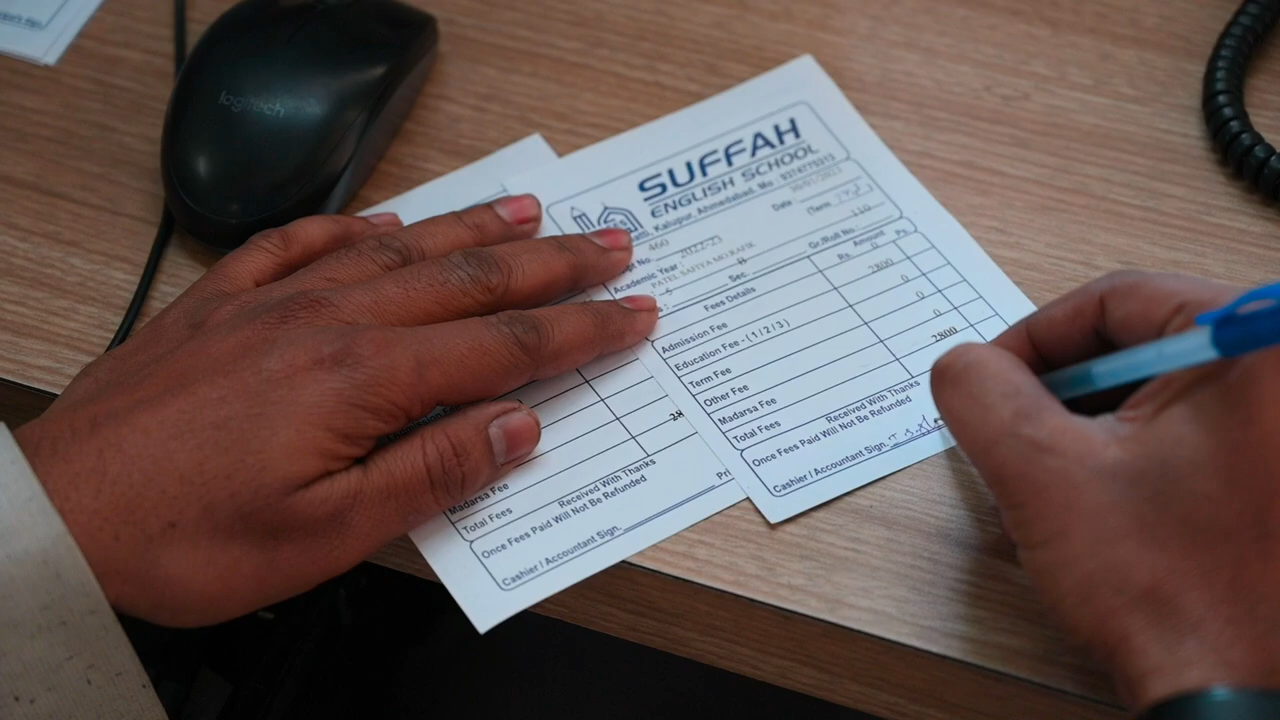 logitech
SUFFAH
ENGLISH SCHOOL
Kalupur, Ahmedabad. Mo : 9374775313
Date :
No. 460
(Term
Academic Year : 2022-23
110
PATEL SAFIYA MO.RAFIK
: 5 Sec. B Gr/Roll No.:
Fees Details Amount
Rs. Ps.
Admission Fee 0
Education Fee - ( 1 / 2 / 3 ) 2800
Term Fee 0
Other Fee 0
Madarsa Fee 0
Total Fees 2800
Received With Thanks
Once Fees Paid Will Not Be Refunded
Cashier / Accountant Sign.
28
Madarsa Fee
Total Fees
Received With Thanks
Once Fees Paid Will Not Be Refunded
Cashier / Accountant Sign.